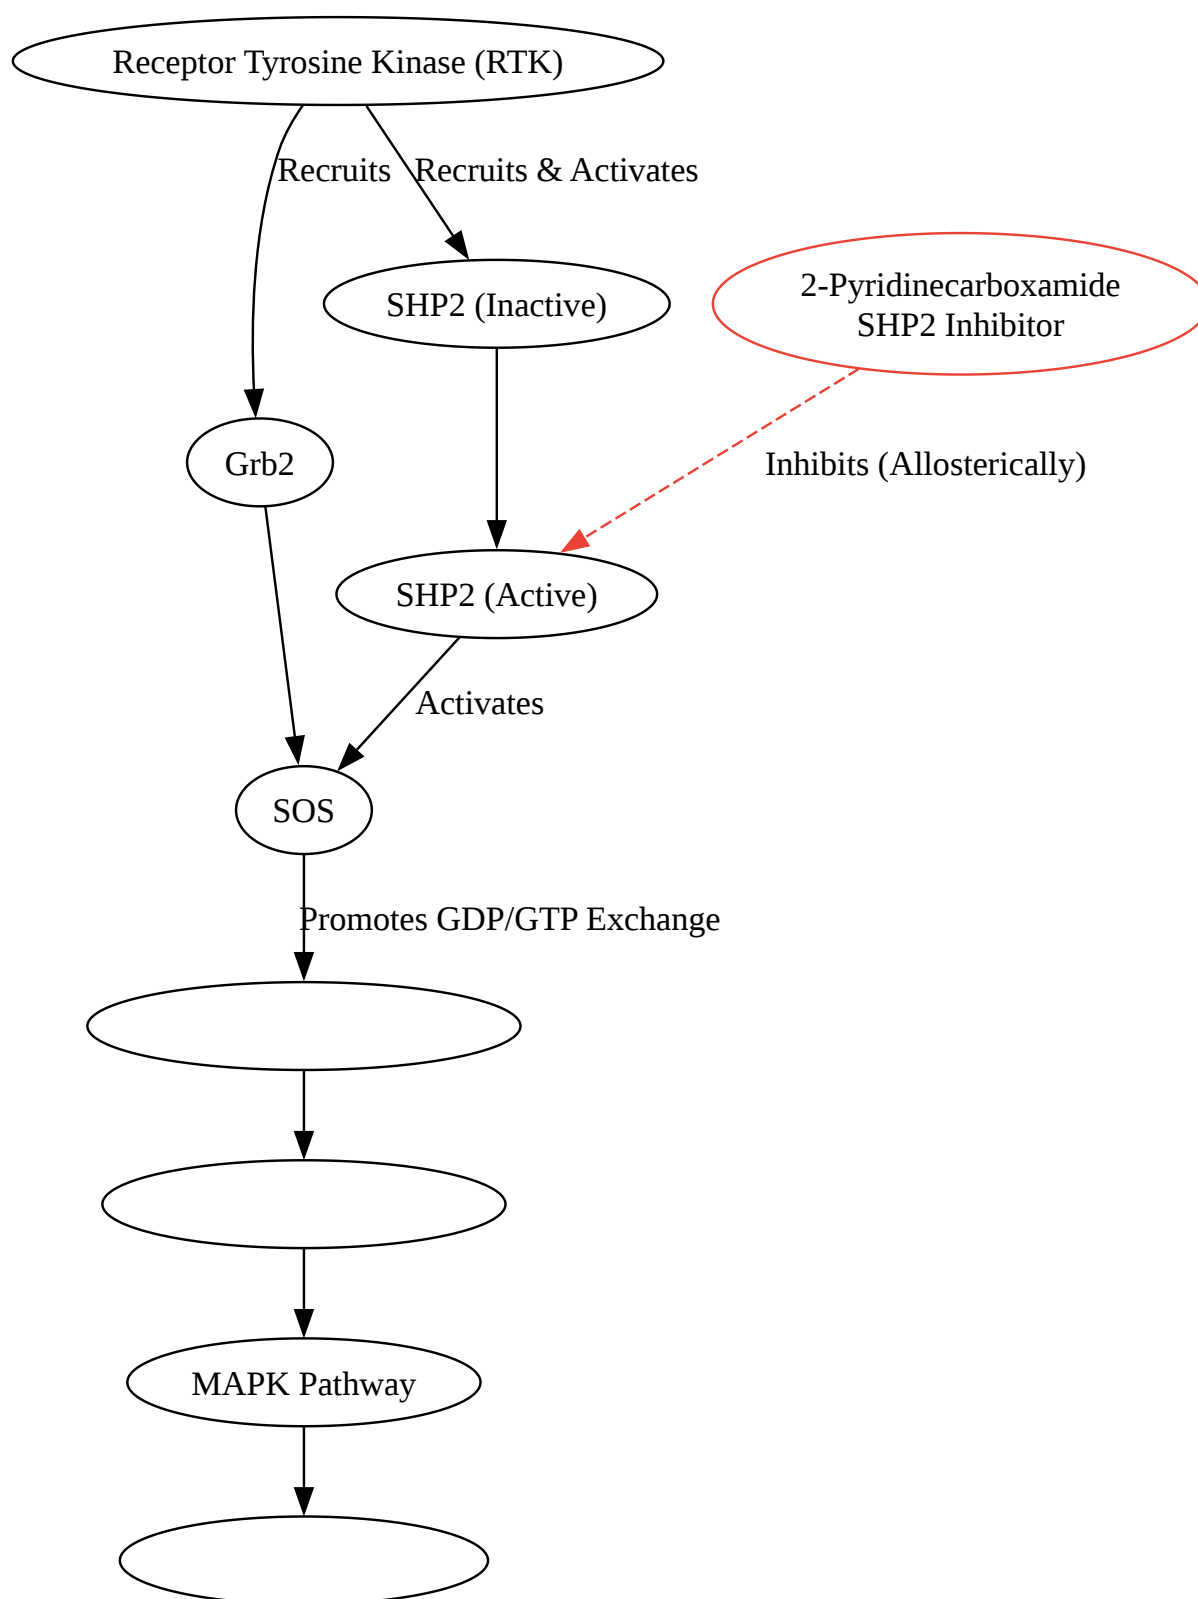 Receptor Tyrosine Kinase (RTK)
Recruits
Recruits & Activates
SHP2 (Inactive)
2-Pyridinecarboxamide
SHP2 Inhibitor
Grb2
Inhibits (Allosterically)
SHP2 (Active)
Activates
SOS
Promotes GDP/GTP Exchange
MAPK Pathway